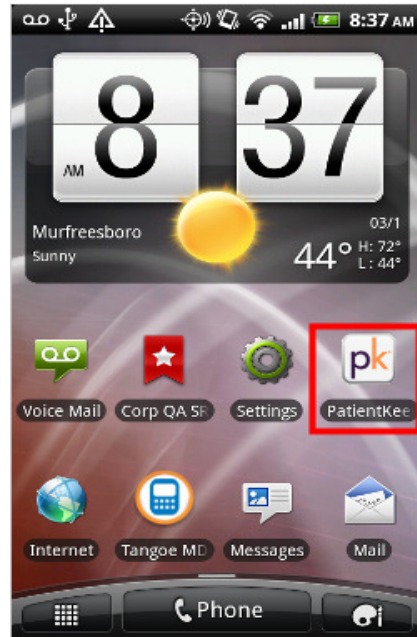 8:37 AM
8 37
AM
Murfreesboro
Sunny
03/1
44° H: 72°
L: 44°
pk
Voice Mail Corp QA SR Settings PatientKee
Internet Tangoe MD Messages Mail
Phone